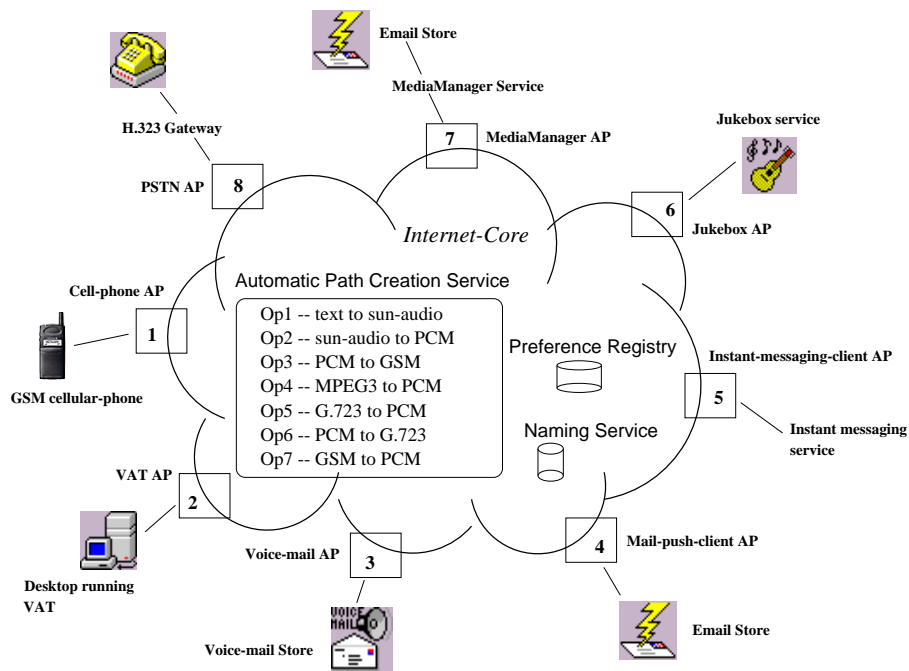 Email Store
MediaManager Service
H.323 Gateway
Jukebox service
7
MediaManager AP
PSTN AP
8
6
Jukebox AP
Internet-Core
Automatic Path Creation Service
Cell-phone AP
Op1 -- text to sun-audio
Op2 -- sun-audio to PCM
Op3 -- PCM to GSM
Op4 -- MPEG3 to PCM
Op5 -- G.723 to PCM
Op6 -- PCM to G.723
Op7 -- GSM to PCM
1
Preference Registry
Instant-messaging-client AP
GSM cellular-phone
5
Naming Service
Instant messaging
service
VAT AP
2
Voice-mail AP
3
4
Mail-push-client AP
Desktop running
VAT
VOICE
MAIL
Voice-mail Store
Email Store